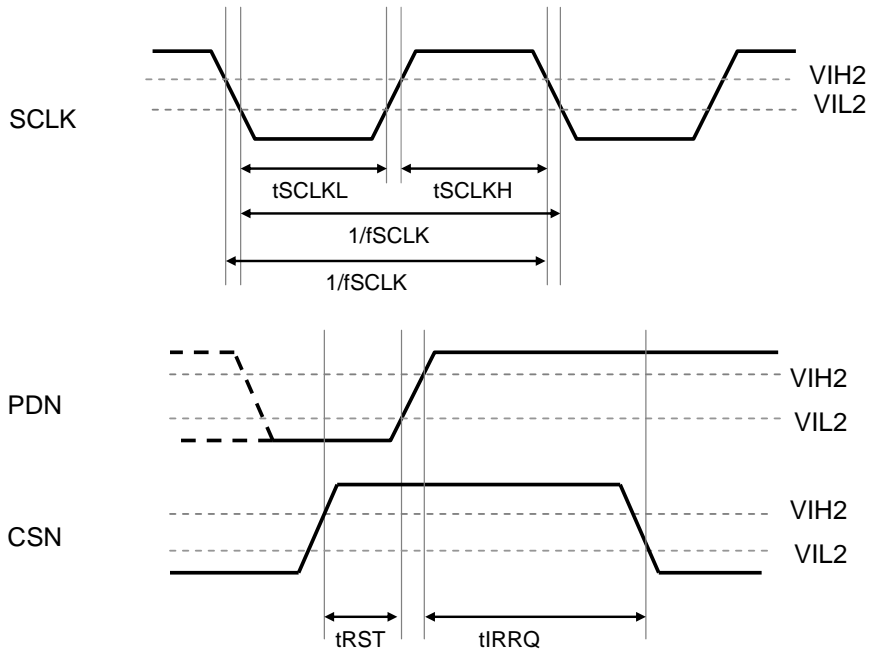 VIH2
VIL2
SCLK
tSCLKL
tSCLKH
1/fSCLK
1/fSCLK
VIH2
PDN
VIL2
VIH2
CSN
VIL2
tRST
tIRRQ